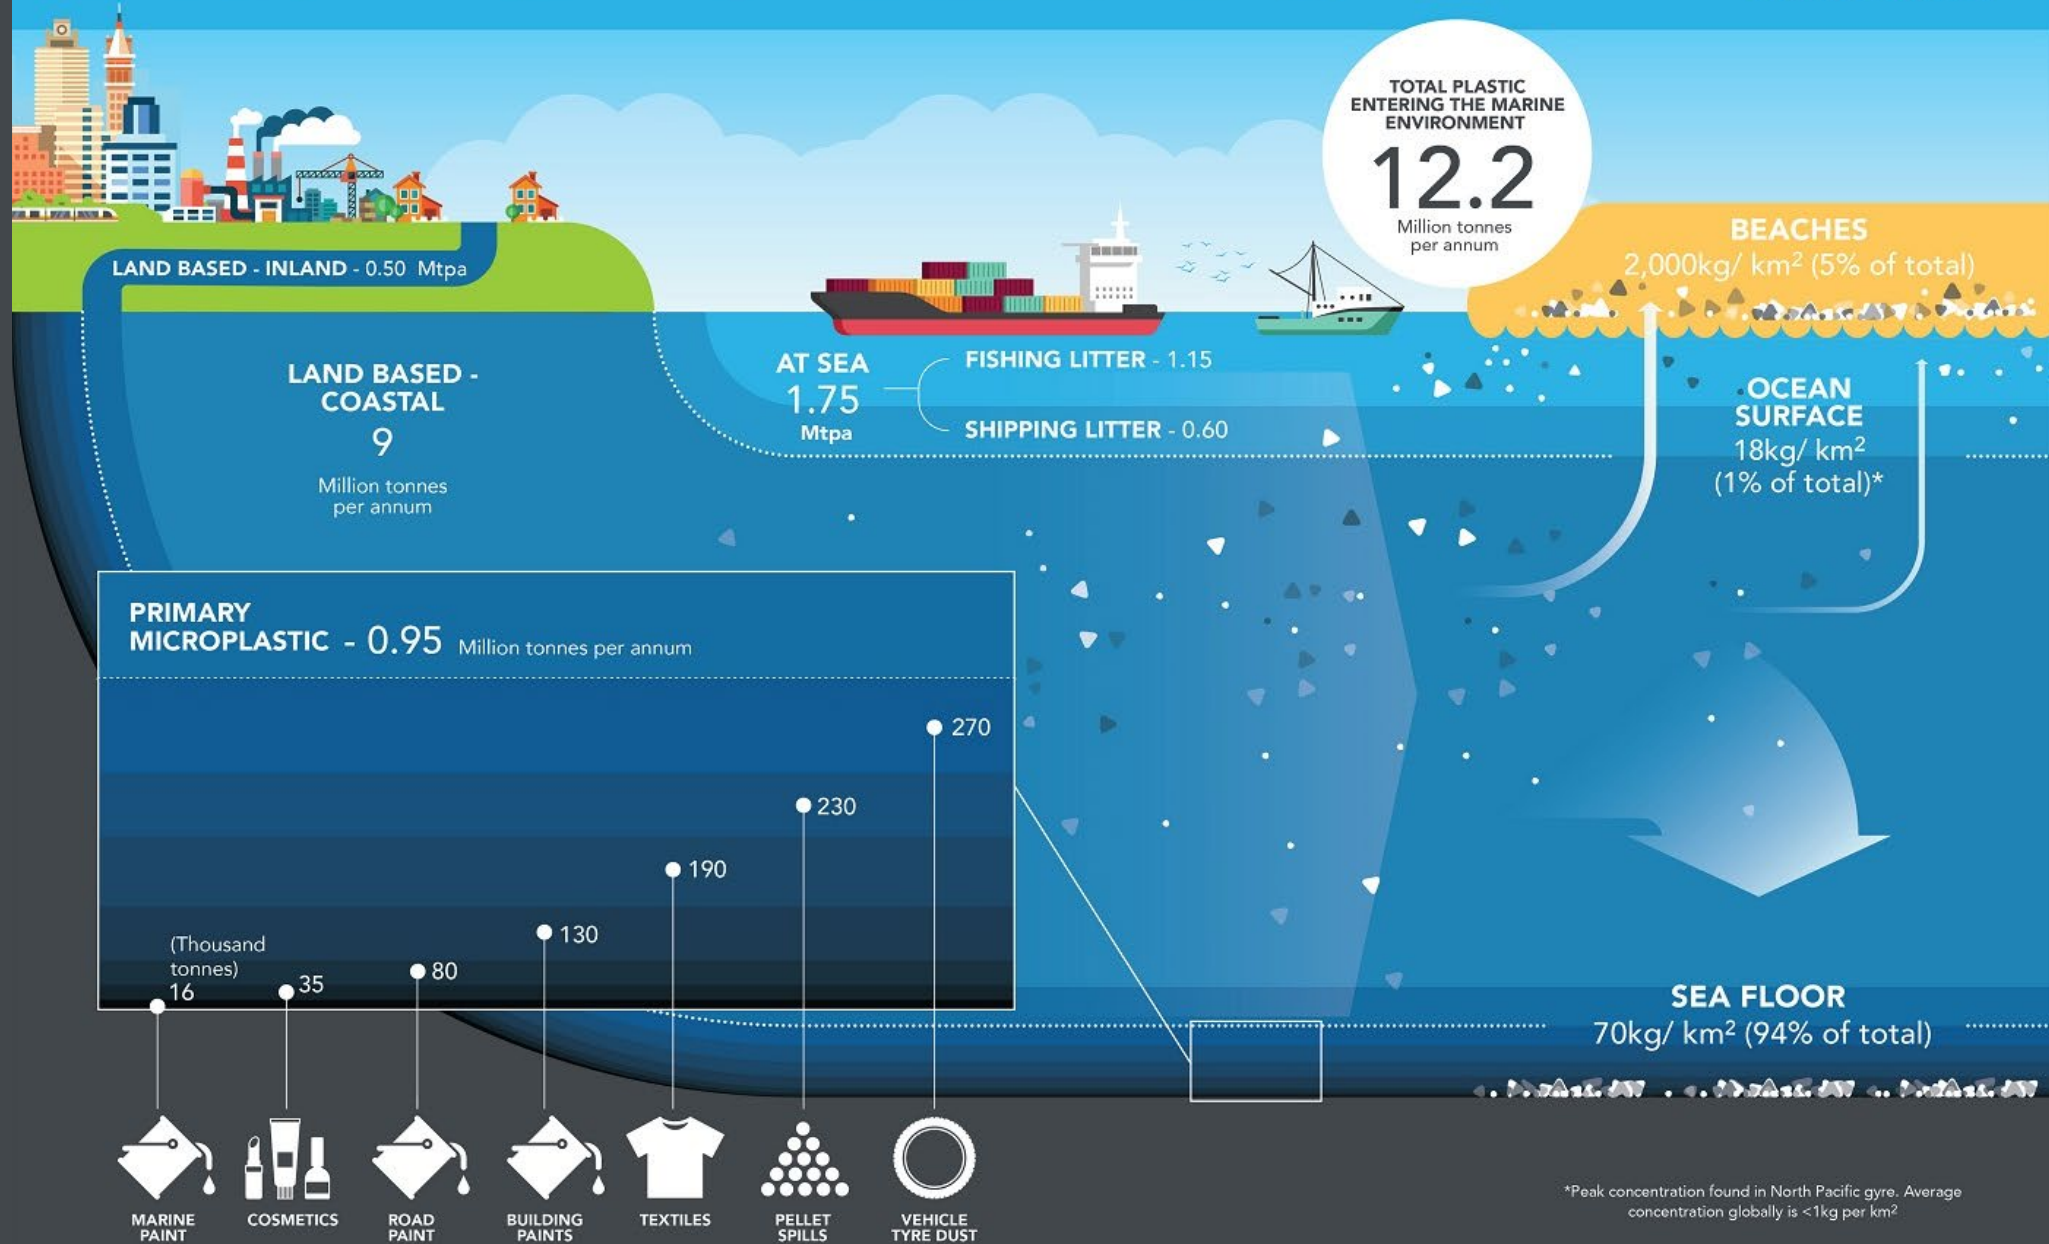 TOTAL PLASTIC
ENTERING THE MARINE
ENVIRONMENT
12.2
Million tonnes
per annum
BEACHES
2,000kg/ km² (5% of total)
LAND BASED - INLAND - 0.50 Mtpa
LAND BASED -
COASTAL
9
Million tonnes
per annum
AT SEA
1.75
Mtpa
FISHING LITTER - 1.15
SHIPPING LITTER - 0.60
OCEAN
SURFACE
18kg/ km²
(1% of total)*
PRIMARY
MICROPLASTIC - 0.95 Million tonnes per annum
270
230
190
130
80
35
(Thousand
tonnes)
16
SEA FLOOR
70kg/ km² (94% of total)
MARINE
PAINT
COSMETICS
ROAD
PAINT
BUILDING
PAINTS
TEXTILES
PELLET
SPILLS
VEHICLE
TYRE DUST
*Peak concentration found in North Pacific gyre. Average
concentration globally is <1kg per km²